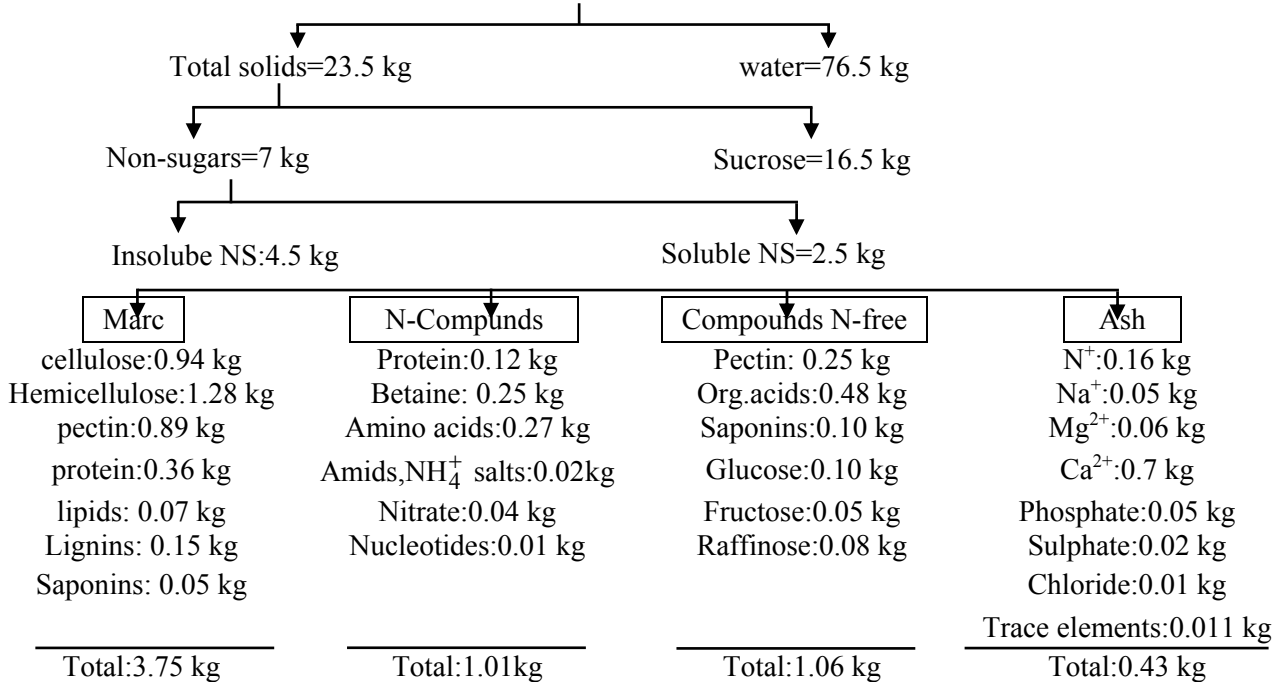 Total solids=23.5 kg
water=76.5 kg
Non-sugars=7 kg
Sucrose=16.5 kg
Insolube NS:4.5 kg
Soluble NS=2.5 kg
Marc
cellulose:0.94 kg
Hemicellulose:1.28 kg
pectin:0.89 kg
protein:0.36 kg
lipids: 0.07 kg
Lignins: 0.15 kg
Saponins: 0.05 kg
Total:3.75 kg
N-Compunds
Protein:0.12 kg
Betaine: 0.25 kg
Amino acids:0.27 kg
Amids,NH₄⁺ salts:0.02kg
Nitrate:0.04 kg
Nucleotides:0.01 kg
Total:1.01kg
Compounds N-free
Pectin: 0.25 kg
Org.acids:0.48 kg
Saponins:0.10 kg
Glucose:0.10 kg
Fructose:0.05 kg
Raffinose:0.08 kg
Total:1.06 kg
Ash
N⁺:0.16 kg
Na⁺:0.05 kg
Mg²⁺:0.06 kg
Ca²⁺:0.7 kg
Phosphate:0.05 kg
Sulphate:0.02 kg
Chloride:0.01 kg
Trace elements:0.011 kg
Total:0.43 kg